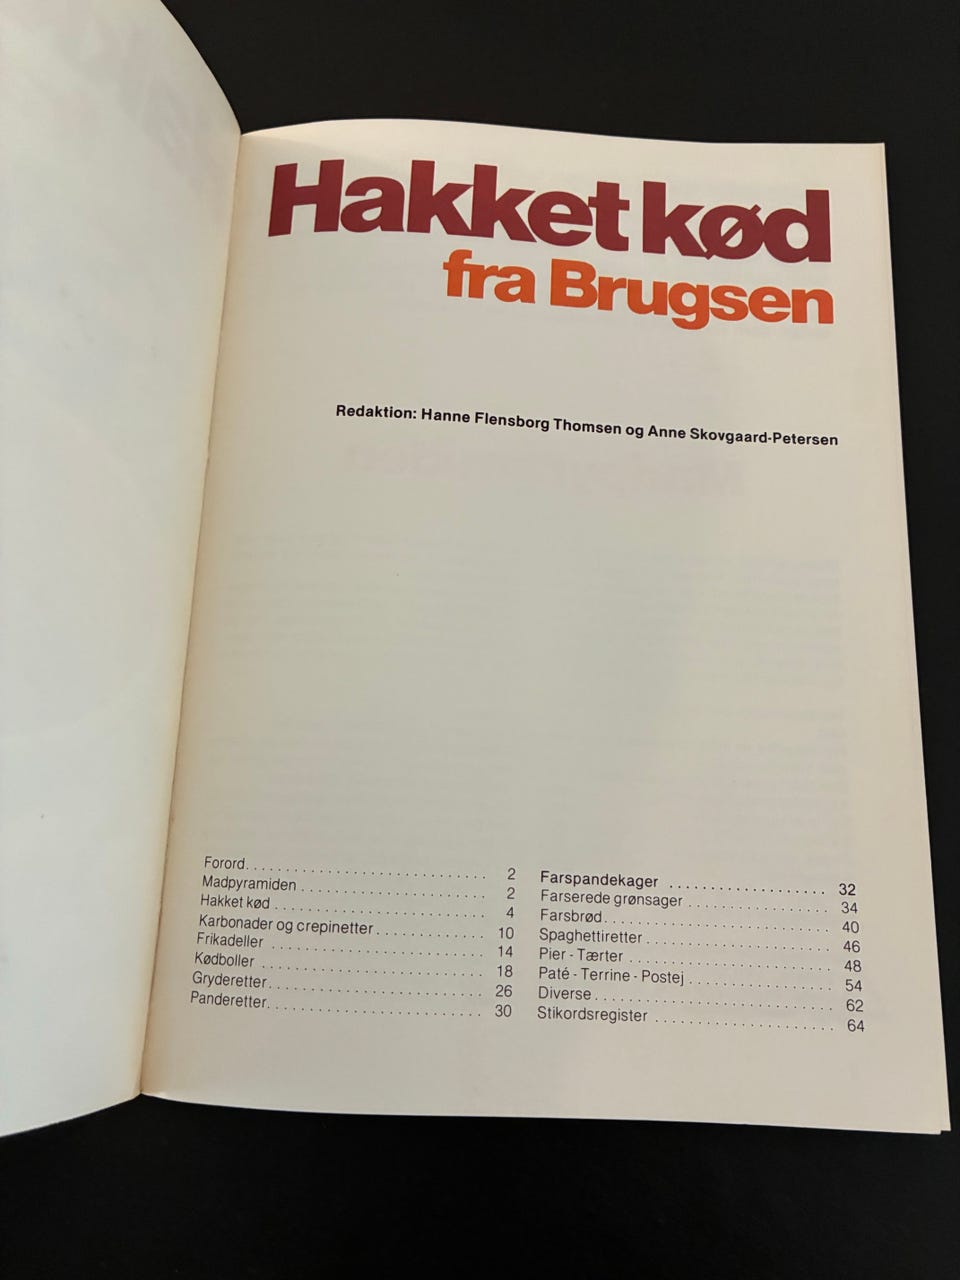 Hakket kød
fra Brugsen
Redaktion: Hanne Flensborg Thomsen og Anne Skovgaard-Petersen
Forord 2
Madpyramiden 2
Hakket kød 4
Karbonader og crepinetter 10
Frikadeller 14
Kødboller 18
Gryderetter 26
Panderetter 30
Farspandekager 32
Farserede grønsager 34
Farsbrød 40
Spaghettiretter 46
Pier - Tærter 48
Paté - Terrine - Postej 54
Diverse 62
Stikordsregister 64